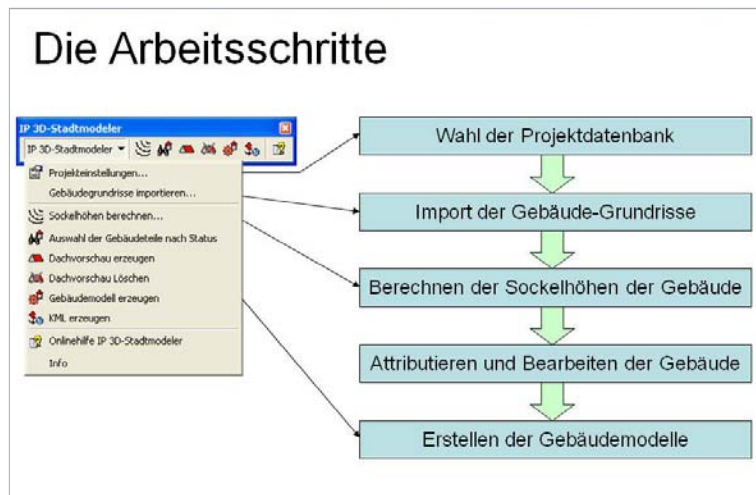 Die Arbeitsschritte
IP 3D-Stadtmodeler
IP 3D-Stadtmodeler
Projekteinstellungen...
Gebäudegrundrisse importieren...
Sockelhöhen berechnen...
Auswahl der Gebäudeteile nach Status
Dachvorschau erzeugen
Dachvorschau Löschen
Gebäudemodell erzeugen
KML erzeugen
Onlinehilfe IP 3D-Stadtmodeler
Info
Wahl der Projektdatenbank
Import der Gebäude-Grundrisse
Berechnen der Sockelhöhen der Gebäude
Attributieren und Bearbeiten der Gebäude
Erstellen der Gebäudemodelle